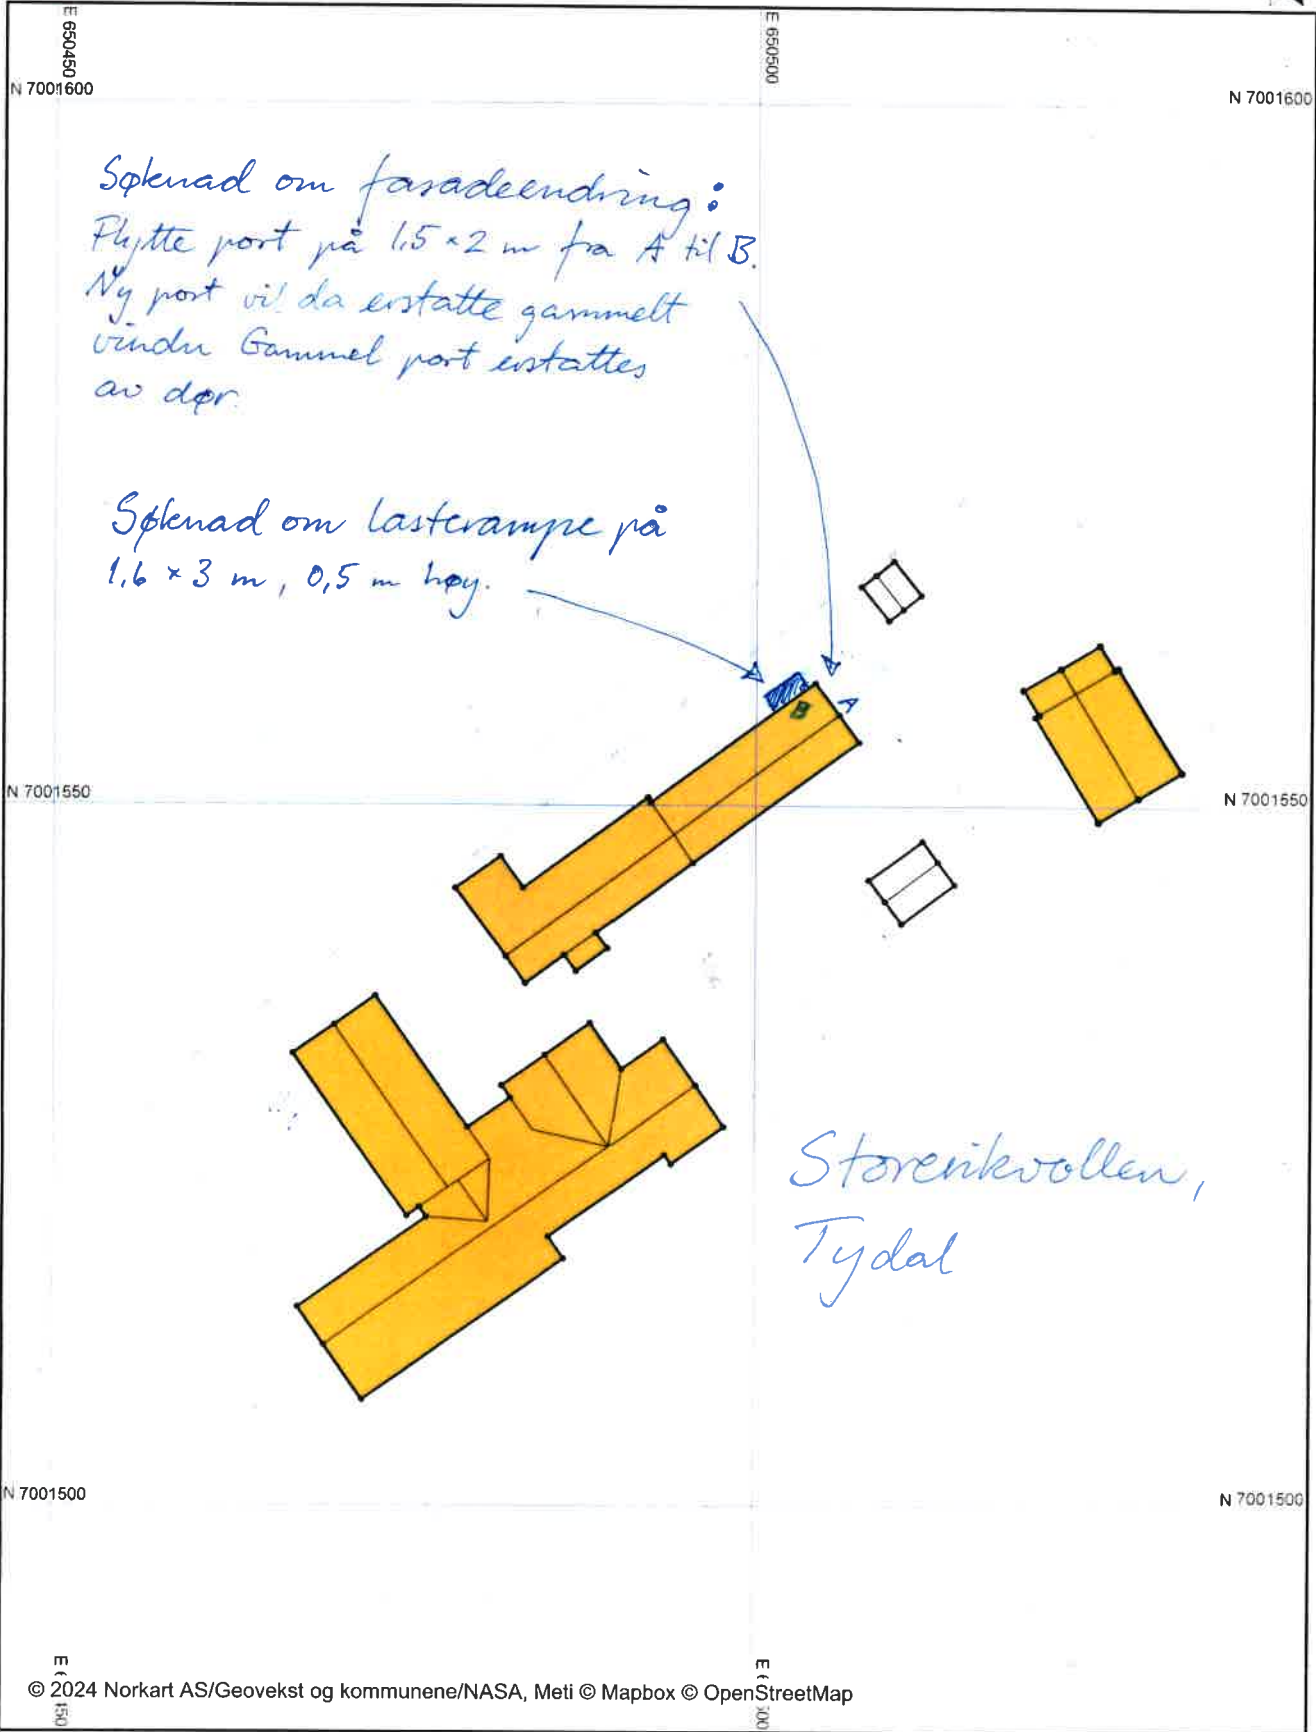 E 650450
E 650500
N 7001600
N 7001600
Søknad om fasadeendring:
Flytte port på 1,5 × 2 m fra A til B.
Ny port vil da erstatte gammelt
vindu Gammel port erstattes
av dør.
Søknad om lasterampe på
1,6 × 3 m, 0,5 m høy.
B
A
N 7001550
N 7001550
Storerikvollen,
Tydal
N 7001500
N 7001500
E
E
© 2024 Norkart AS/Geovekst og kommunene/NASA, Meti © Mapbox © OpenStreetMap